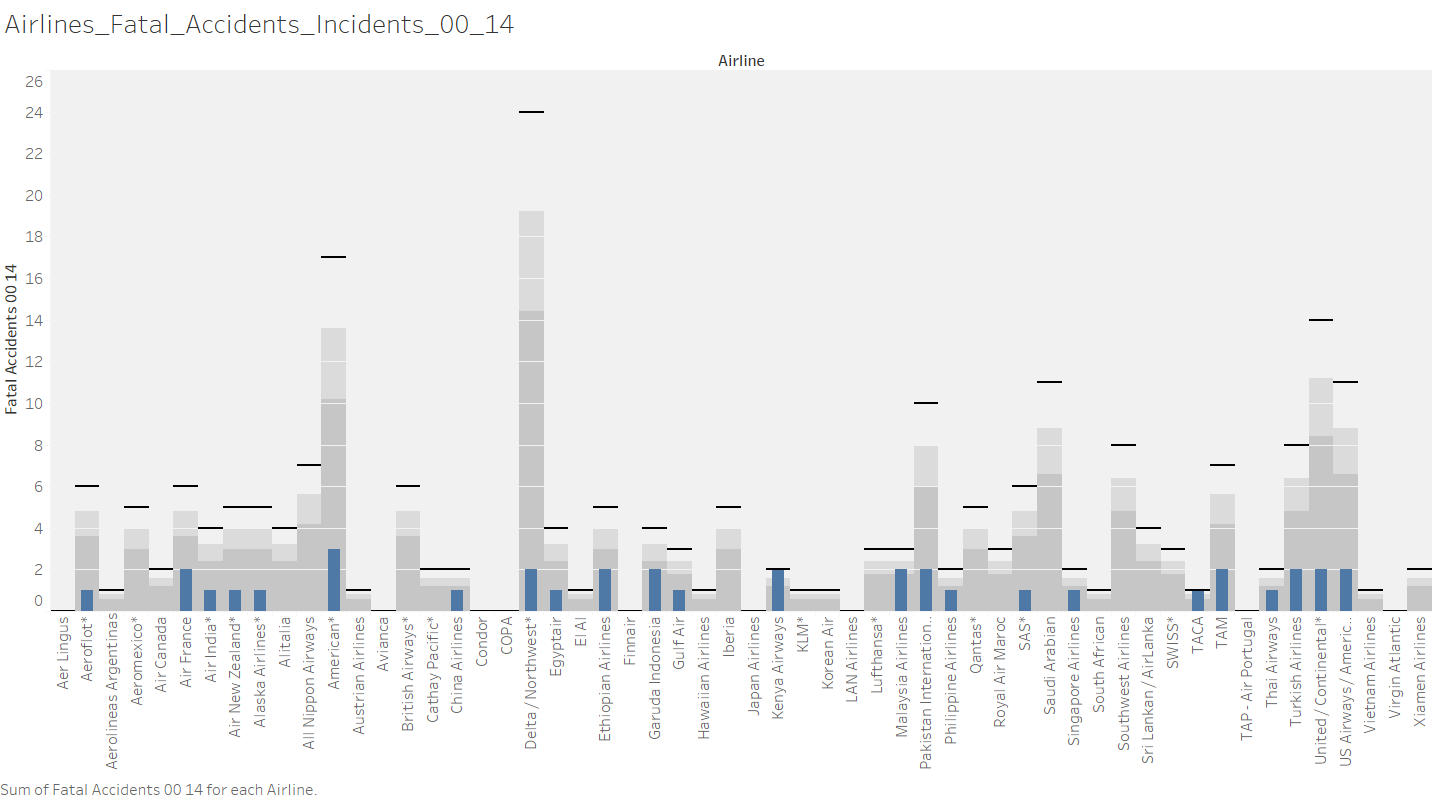 Airlines_Fatal_Accidents_Incidents_00_14
Airline
Fatal Accidents 00 14
26
24
22
20
18
16
14
12
10
8
6
4
2
0
Aer Lingus
Aeroflot*
Aerolineas Argentinas
Aeromexico*
Air Canada
Air France
Air India*
Air New Zealand*
Alaska Airlines*
Alitalia
All Nippon Airways
American*
Austrian Airlines
Avianca
British Airways*
Cathay Pacific*
China Airlines
Condor
COPA
Delta / Northwest*
Egyptair
El Al
Ethiopian Airlines
Finnair
Garuda Indonesia
Gulf Air
Hawaiian Airlines
Iberia
Japan Airlines
Kenya Airways
KLM*
Korean Air
LAN Airlines
Lufthansa*
Malaysia Airlines
Pakistan Internation..
Philippine Airlines
Qantas*
Royal Air Maroc
SAS*
Saudi Arabian
Singapore Airlines
South African
Southwest Airlines
Sri Lankan / AirLanka
SWISS*
TACA
TAM
TAP - Air Portugal
Thai Airways
Turkish Airlines
United / Continental*
US Airways / Americ..
Vietnam Airlines
Virgin Atlantic
Xiamen Airlines
Sum of Fatal Accidents 00 14 for each Airline.